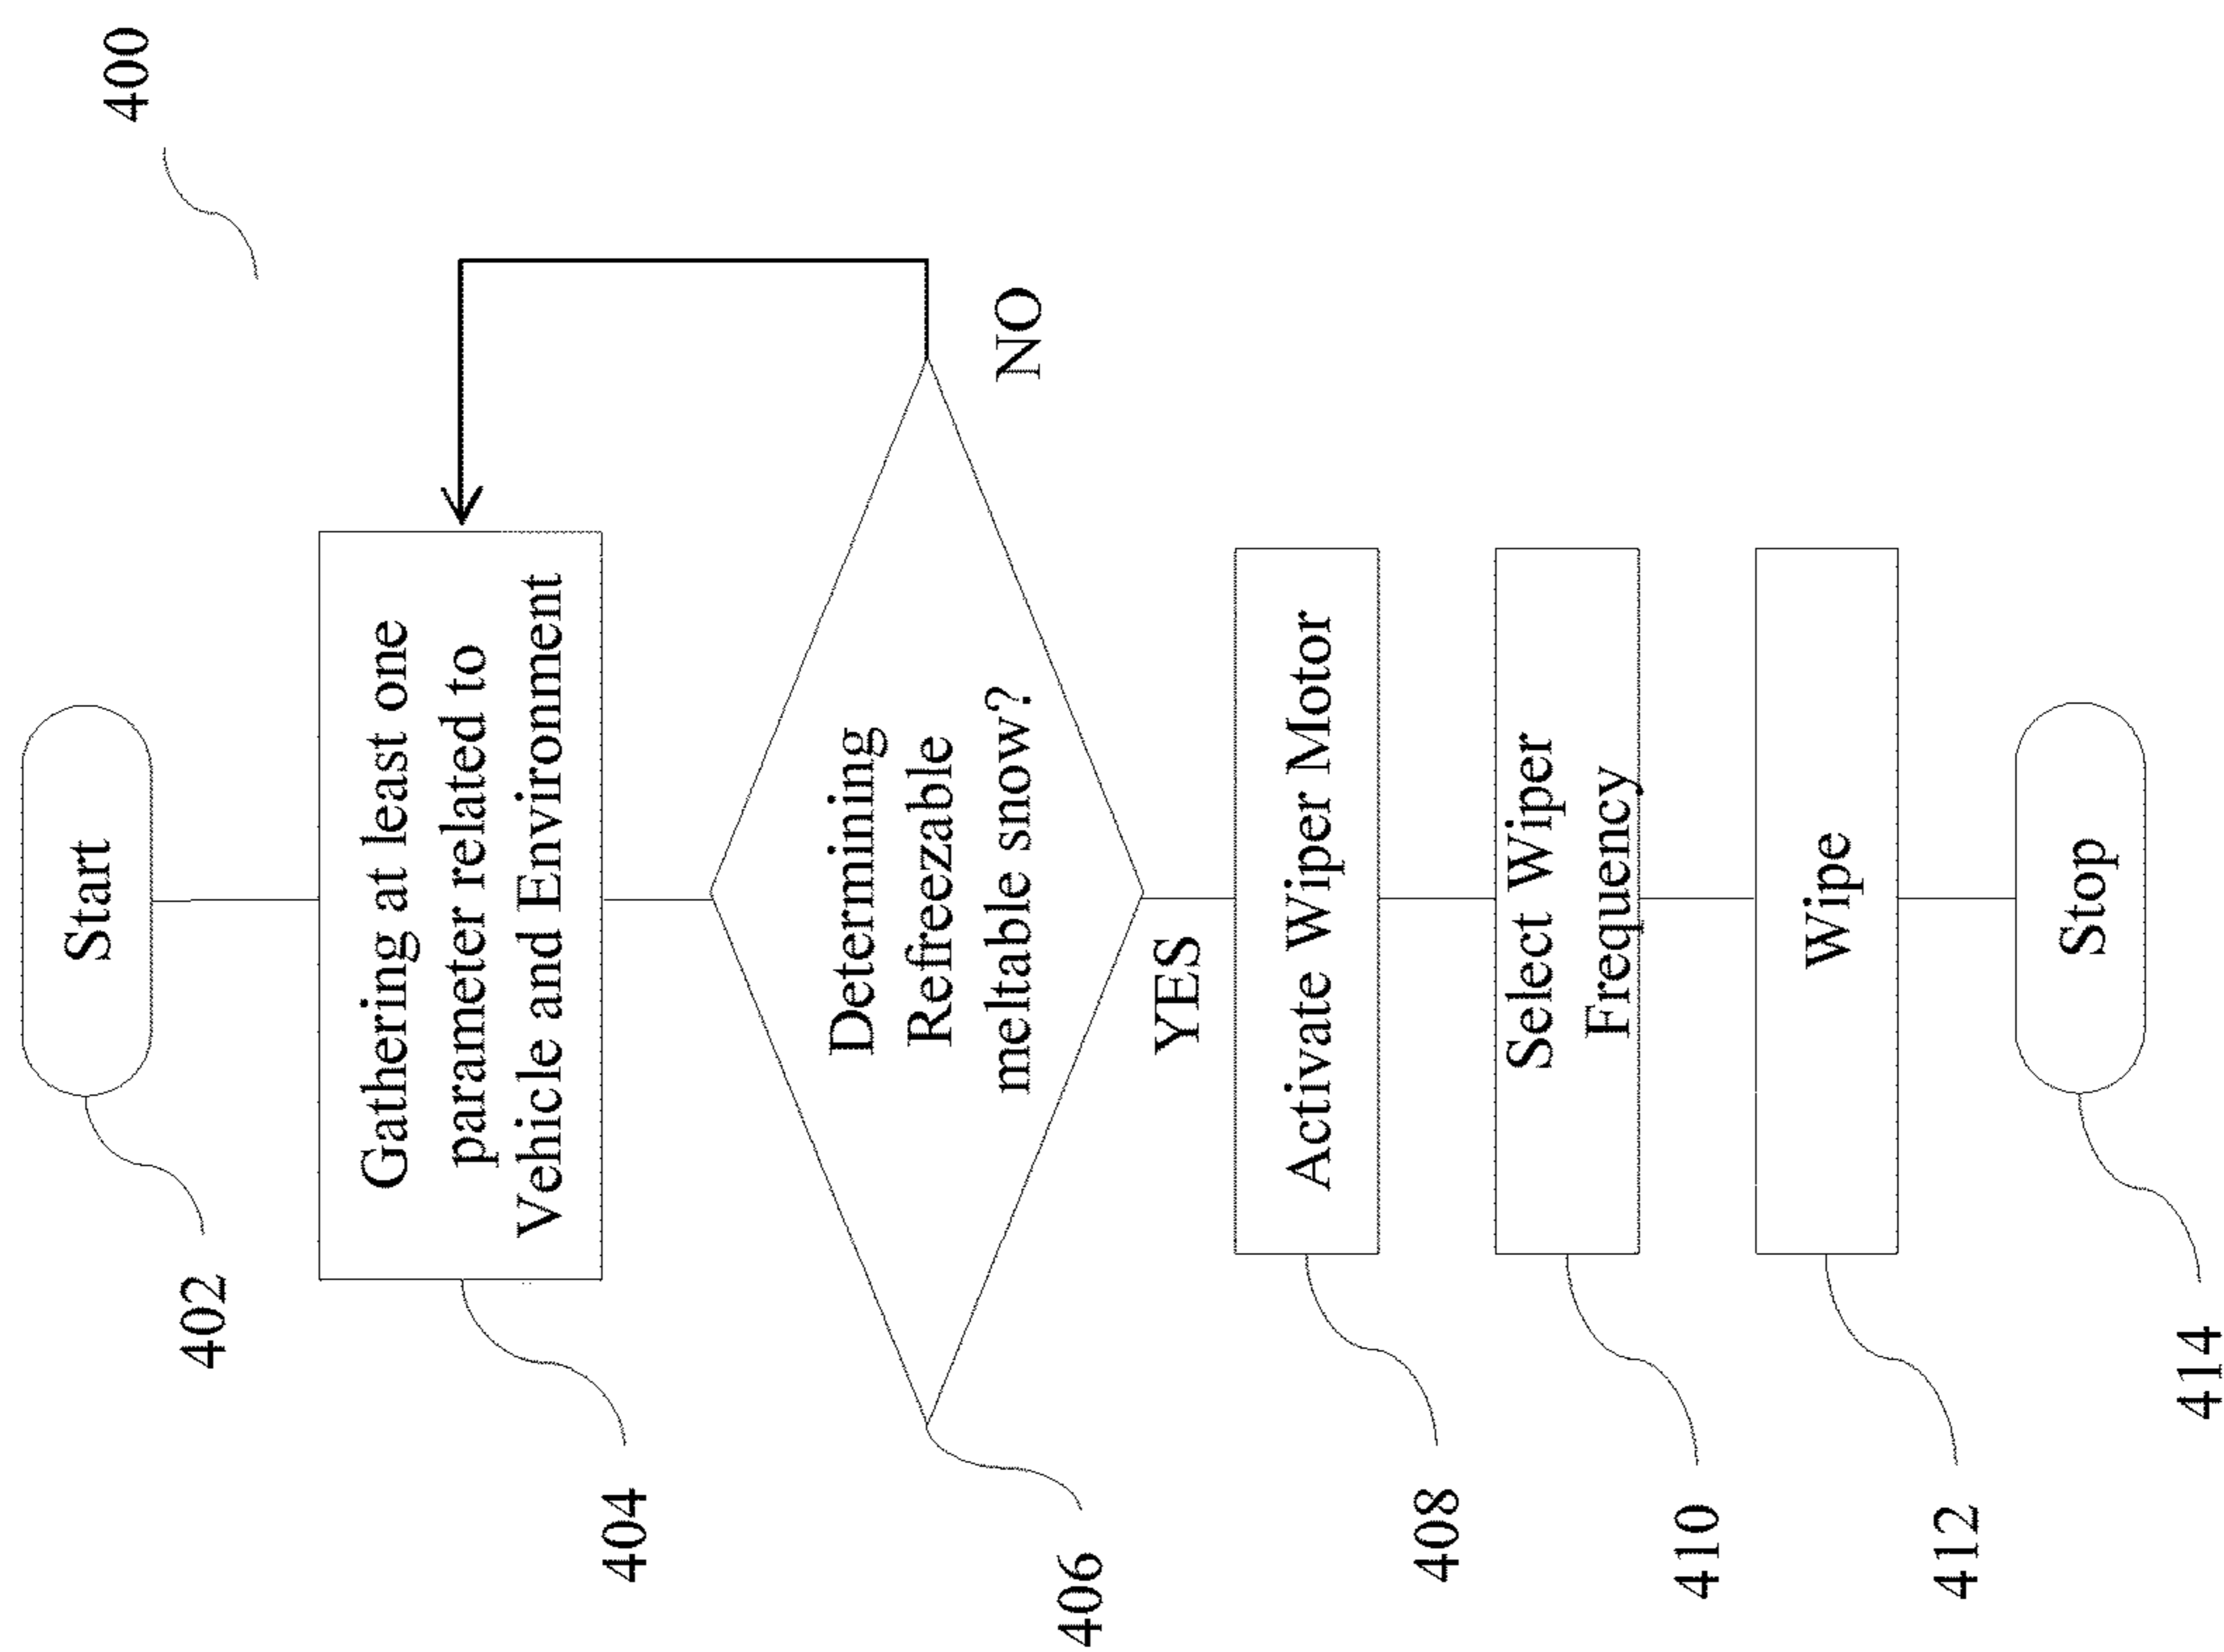 400
Start
402
Gathering at least one
parameter related to
Vehicle and Environment
404
Determining
Refreezable
meltable snow?
NO
406
YES
Activate Wiper Motor
408
Select Wiper
Frequency
410
Wipe
412
Stop
414